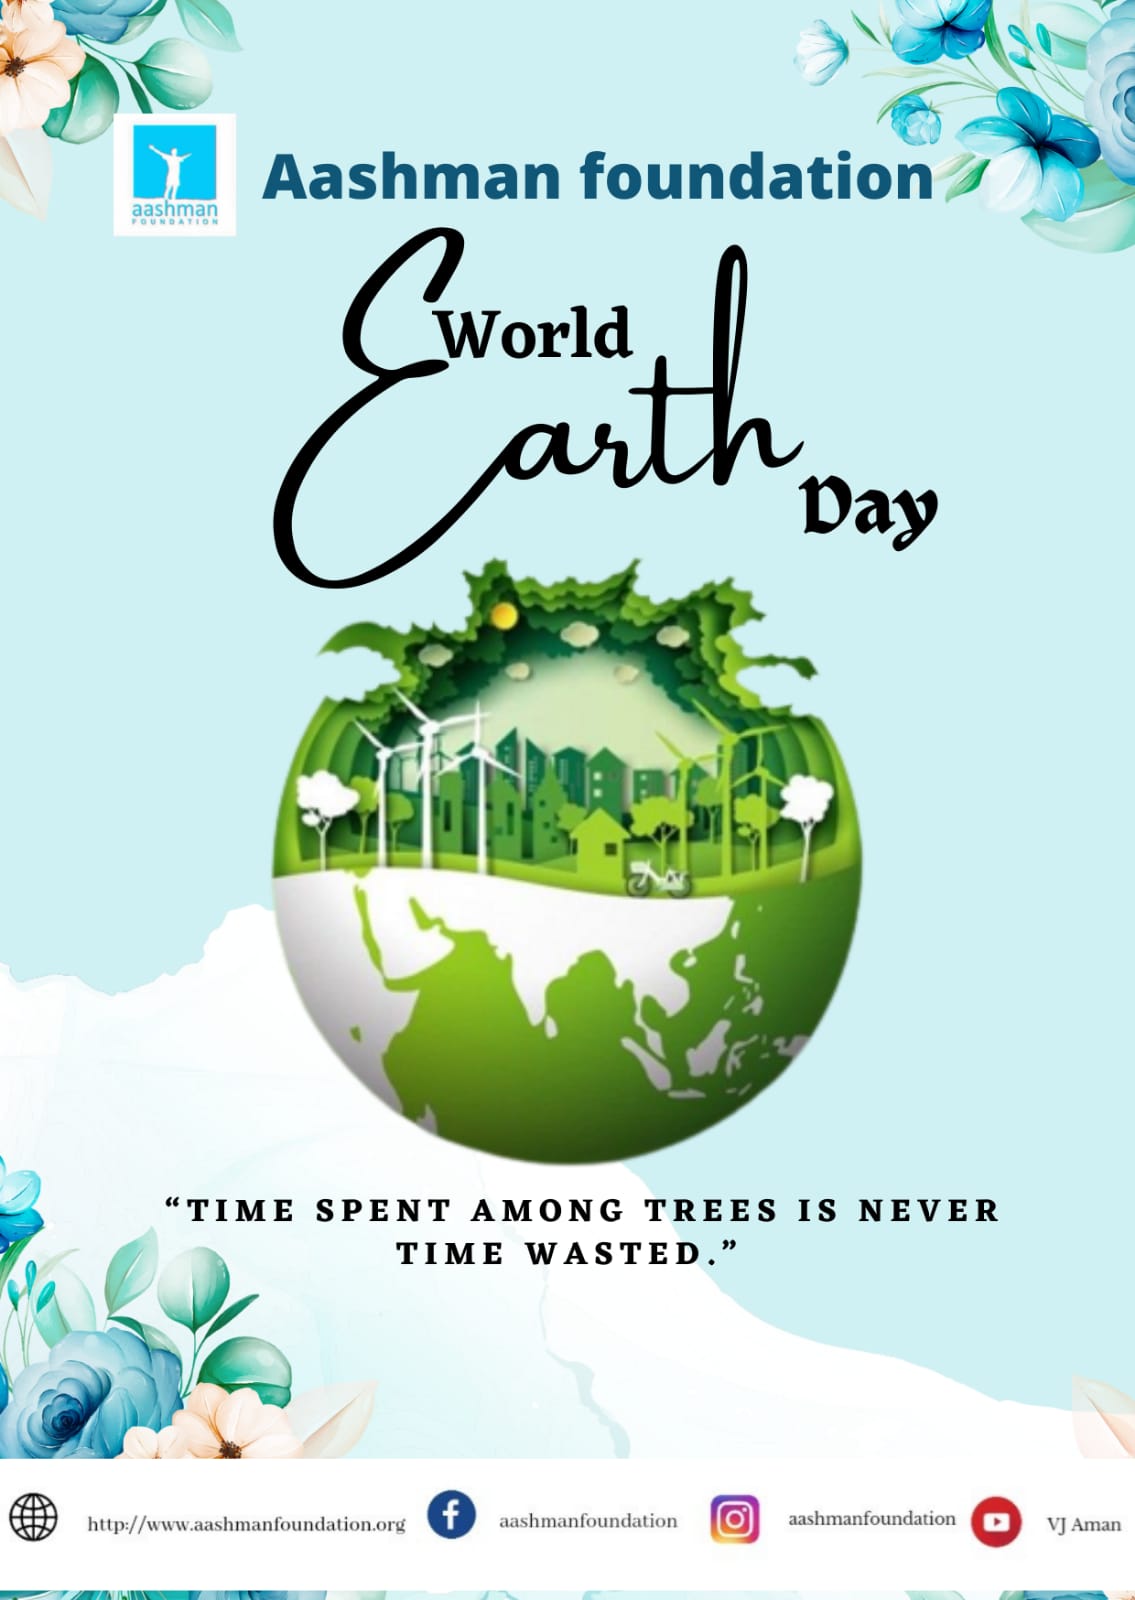 aashman
FOUNDATION
Aashman foundation
World
Earth
Day
“TIME SPENT AMONG TREES IS NEVER
TIME WASTED.”
http://www.aashmanfoundation.org
aashmanfoundation
aashmanfoundation
VJ Aman